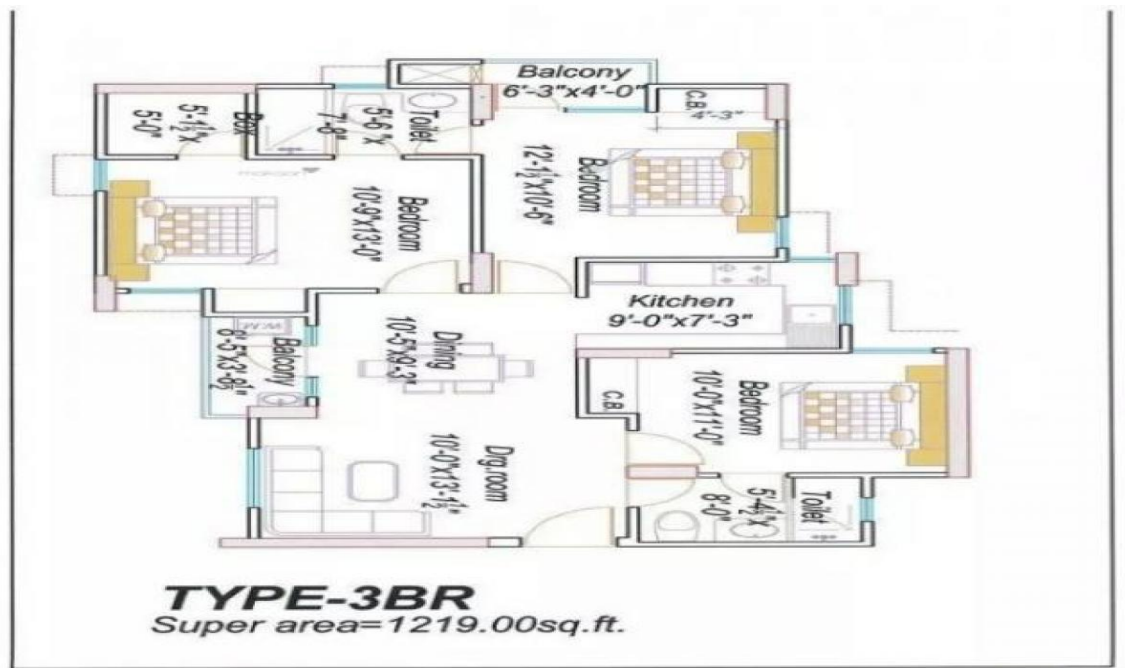 Balcony
6'-3"x4'-0"
C.B.
4'-3"
Box
5'-1½"x
5'-0"
Toilet
5'-6"x
7'-8"
Bedroom
12'-1½"x10'-6"
Bedroom
10'-9"x13'-0"
Kitchen
9'-0"x7'-3"
W.M.
Balcony
6'-5"x3'-8½"
Dining
10'-5"x9'-3"
C.B.
Bedroom
10'-0"x11'-0"
Drg.room
10'-0"x13'-1½"
Toilet
5'-4½"x
8'-0"
TYPE-3BR
Super area=1219.00sq.ft.